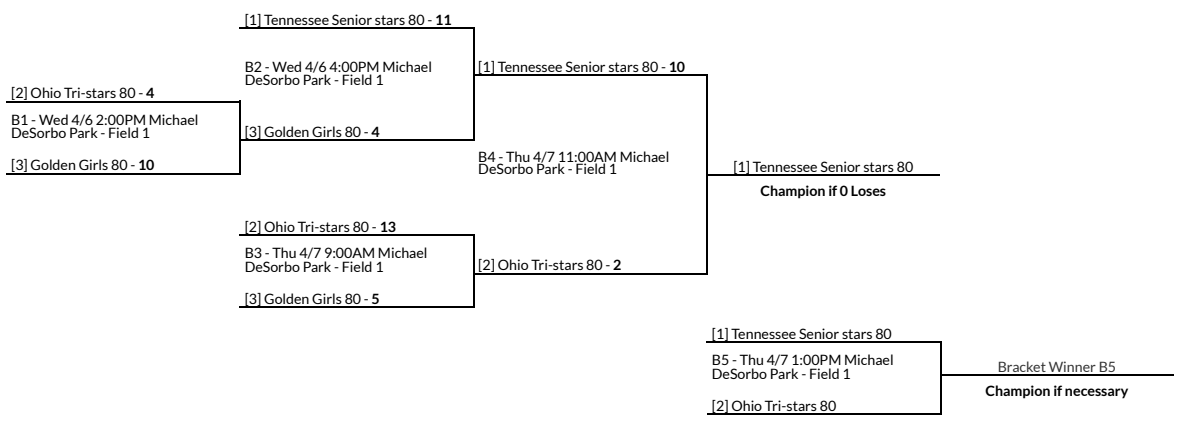 [1] Tennessee Senior stars 80 - 11
B2 - Wed 4/6 4:00PM Michael
DeSorbo Park - Field 1
[1] Tennessee Senior stars 80 - 10
[2] Ohio Tri-stars 80 - 4
B1 - Wed 4/6 2:00PM Michael
DeSorbo Park - Field 1
[3] Golden Girls 80 - 4
[3] Golden Girls 80 - 10
B4 - Thu 4/7 11:00AM Michael
DeSorbo Park - Field 1
[1] Tennessee Senior stars 80
Champion if 0 Loses
[2] Ohio Tri-stars 80 - 13
B3 - Thu 4/7 9:00AM Michael
DeSorbo Park - Field 1
[2] Ohio Tri-stars 80 - 2
[3] Golden Girls 80 - 5
[1] Tennessee Senior stars 80
B5 - Thu 4/7 1:00PM Michael
DeSorbo Park - Field 1
Bracket Winner B5
Champion if necessary
[2] Ohio Tri-stars 80